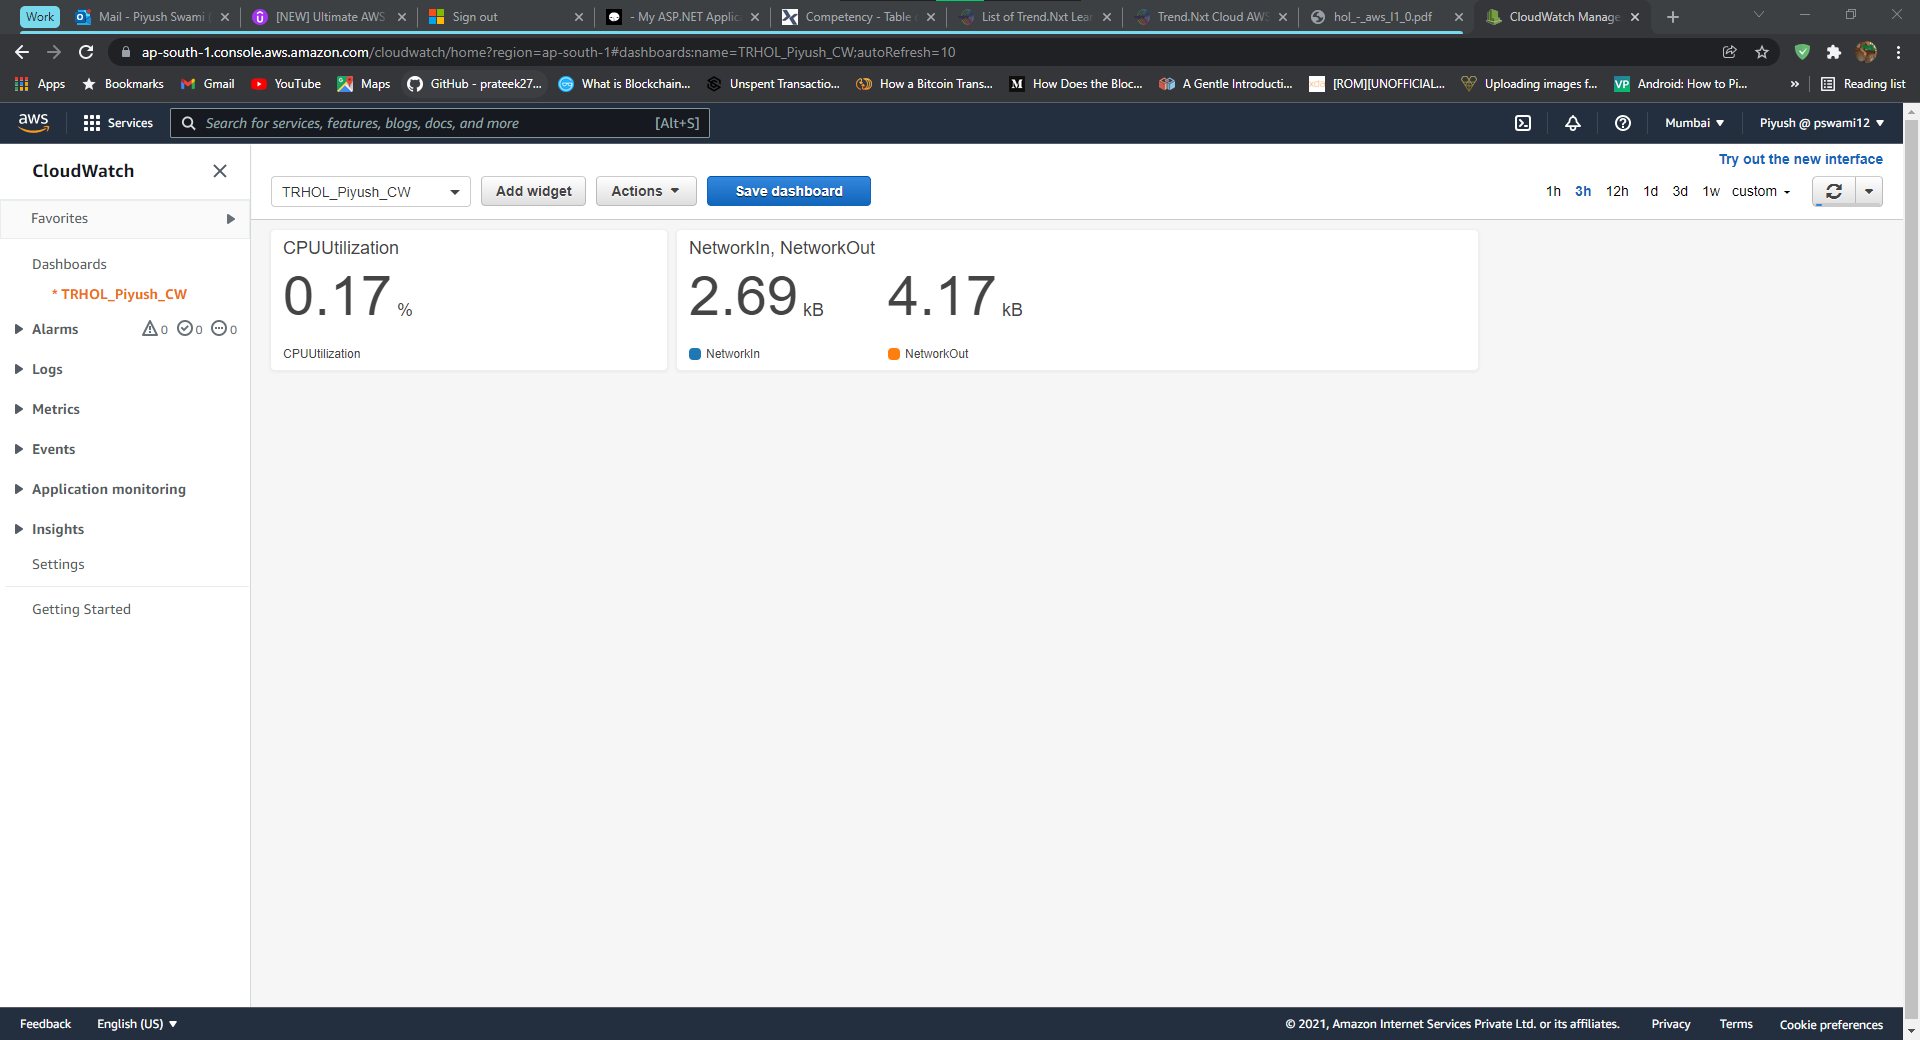 Work
Mail - Piyush Swami
[NEW] Ultimate AWS
Sign out
- My ASP.NET Applic
Competency - Table
List of Trend.Nxt Lea
Trend.Nxt Cloud AWS
hol_-_aws_l1_0.pdf
CloudWatch Manage
ap-south-1.console.aws.amazon.com/cloudwatch/home?region=ap-south-1#dashboards:name=TRHOL_Piyush_CW;autoRefresh=10
Apps
Bookmarks
Gmail
YouTube
Maps
GitHub - prateek27...
What is Blockchain...
Unspent Transactio...
How a Bitcoin Trans...
How Does the Bloc...
A Gentle Introducti...
[ROM][UNOFFICIAL...
Uploading images f...
VP
Android: How to Pi...
»
Reading list
aws
Services
Search for services, features, blogs, docs, and more
[Alt+S]
Mumbai
Piyush @ pswami12
CloudWatch
Favorites
Dashboards
* TRHOL_Piyush_CW
Alarms
0
0
0
Logs
Metrics
Events
Application monitoring
Insights
Settings
Getting Started
Try out the new interface
TRHOL_Piyush_CW
Add widget
Actions
Save dashboard
1h
3h
12h
1d
3d
1w
custom
CPUUtilization
0.17 %
CPUUtilization
NetworkIn, NetworkOut
2.69 kB
4.17 kB
NetworkIn
NetworkOut
Feedback
English (US)
© 2021, Amazon Internet Services Private Ltd. or its affiliates.
Privacy
Terms
Cookie preferences